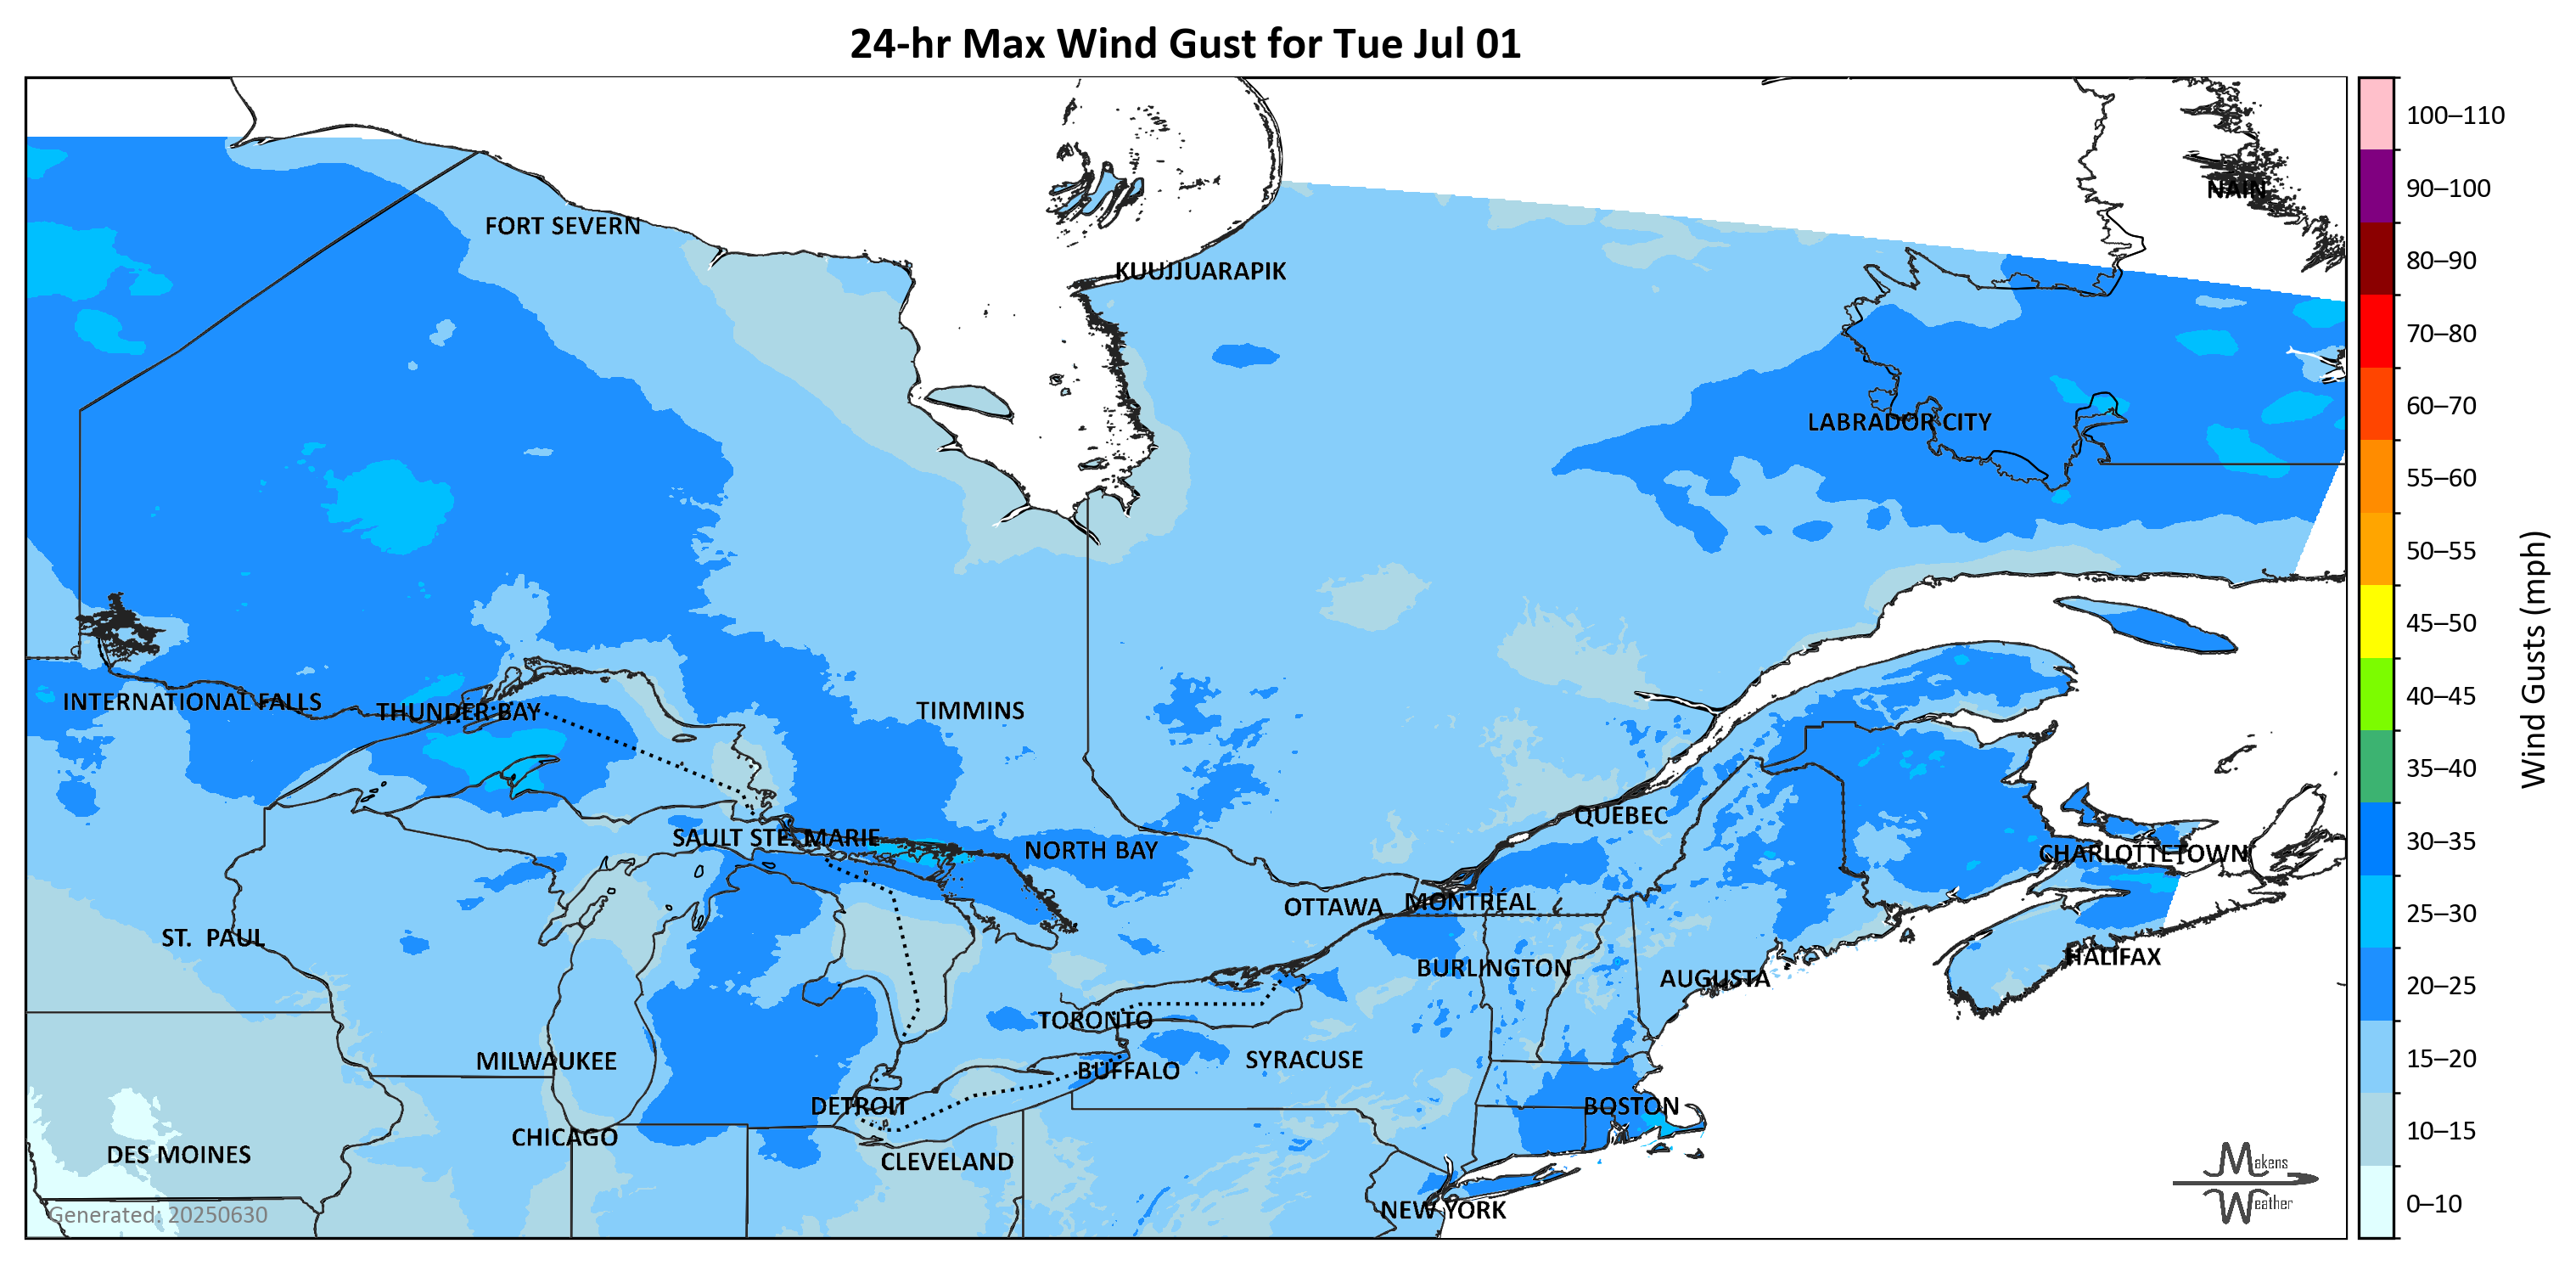 24-hr Max Wind Gust for Tue Jul 01
100–110
90–100
80–90
70–80
60–70
55–60
50–55
45–50
40–45
35–40
30–35
25–30
20–25
15–20
10–15
0–10
Wind Gusts (mph)
NAIN
FORT SEVERN
KUUJJUARAPIK
LABRADOR CITY
INTERNATIONAL FALLS
THUNDER BAY
TIMMINS
QUEBEC
SAULT STE. MARIE
NORTH BAY
CHARLOTTETOWN
OTTAWA
MONTRÉAL
ST. PAUL
BURLINGTON
AUGUSTA
HALIFAX
TORONTO
MILWAUKEE
BUFFALO
SYRACUSE
DETROIT
BOSTON
CHICAGO
DES MOINES
CLEVELAND
NEW YORK
Generated: 20250630
Makens
Weather